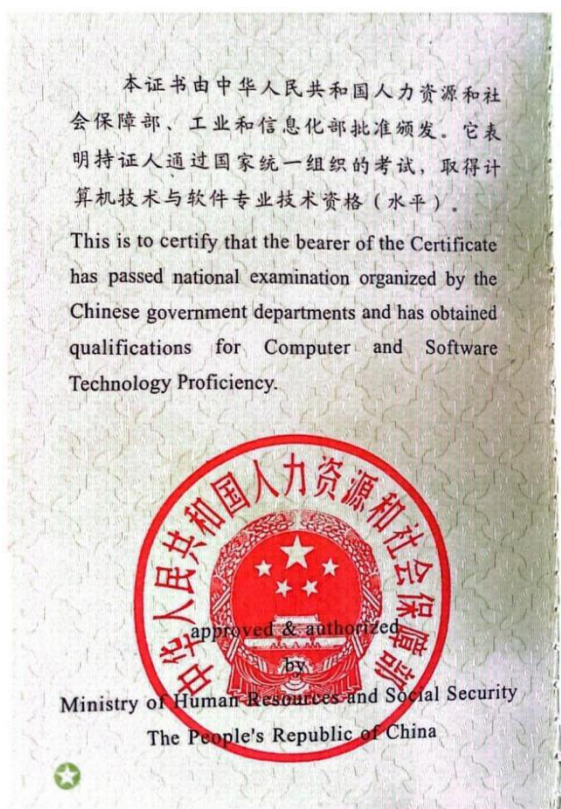 本证书由中华人民共和国人力资源和社
会保障部、工业和信息化部批准颁发。它表
明持证人通过国家统一组织的考试，取得计
算机技术与软件专业技术资格（水平）。
This is to certify that the bearer of the Certificate
has passed national examination organized by the
Chinese government departments and has obtained
qualifications for Computer and Software
Technology Proficiency.
中华人民共和国人力资源和社会保障部
approved & authorized
by
Ministry of Human Resources and Social Security
The People's Republic of China